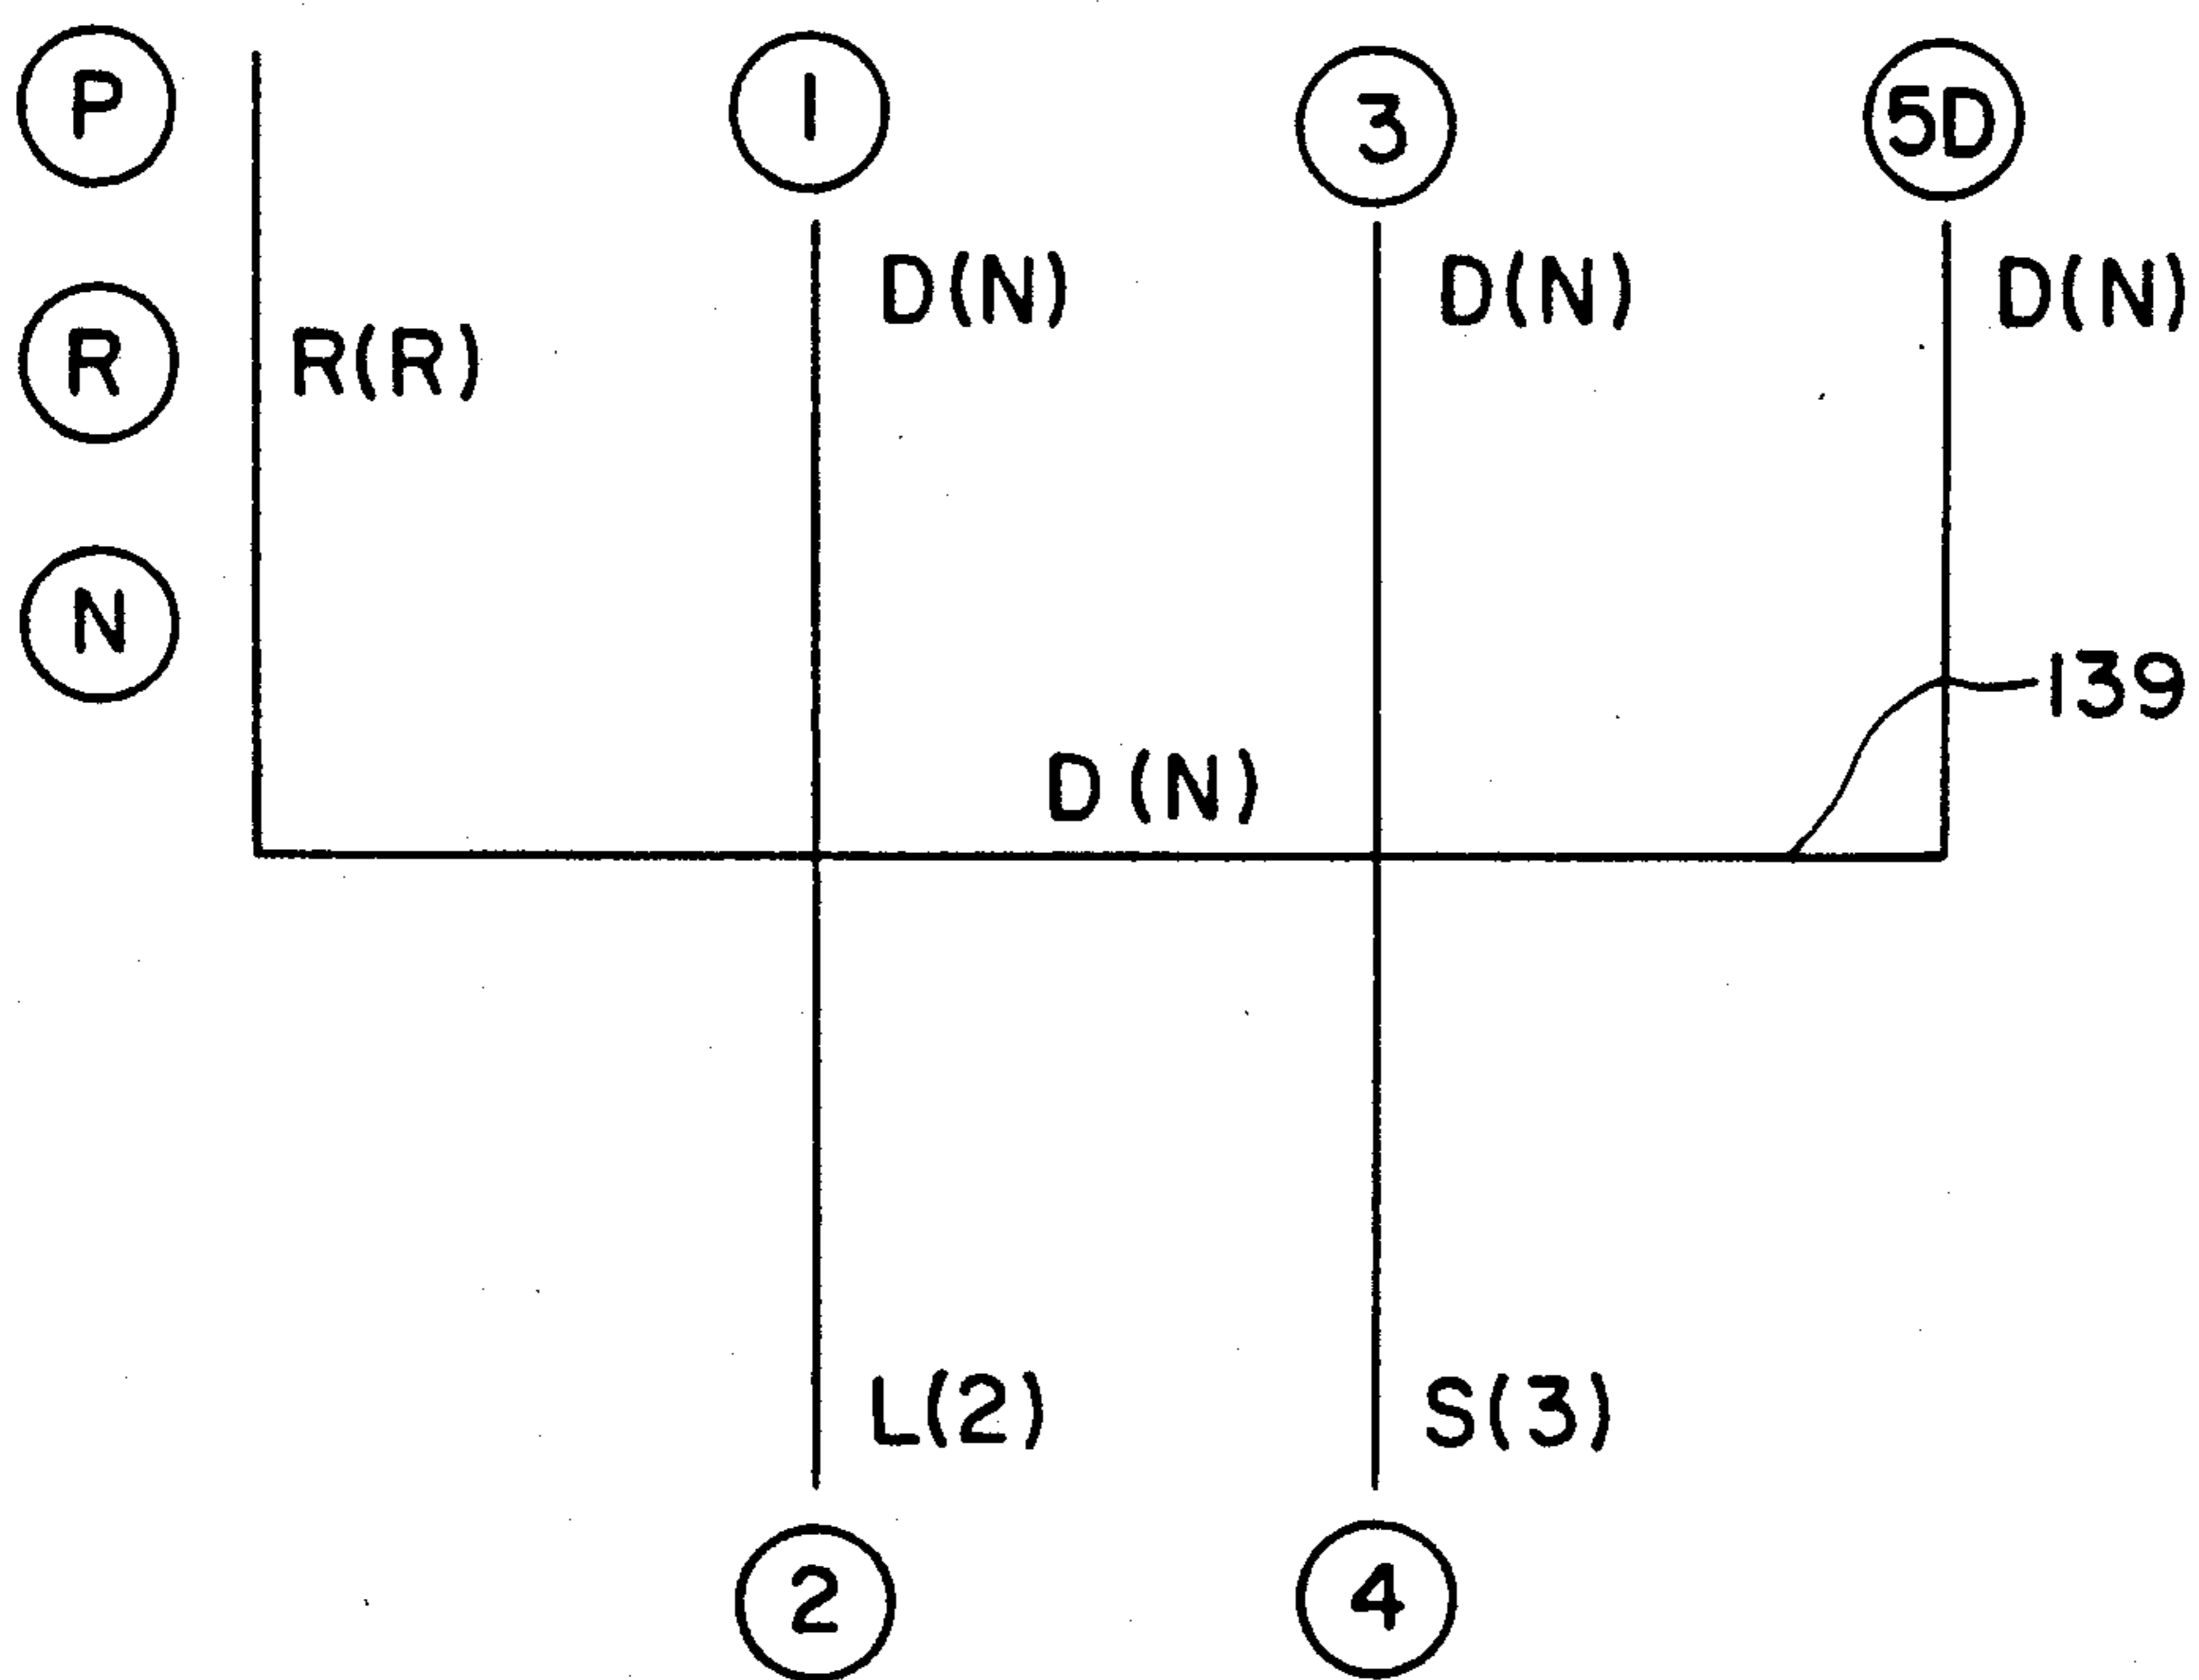 P 1 3 5D
D(N) D(N) D(N)
R R(R)
N
139
D(N)
L(2) S(3)
2 4